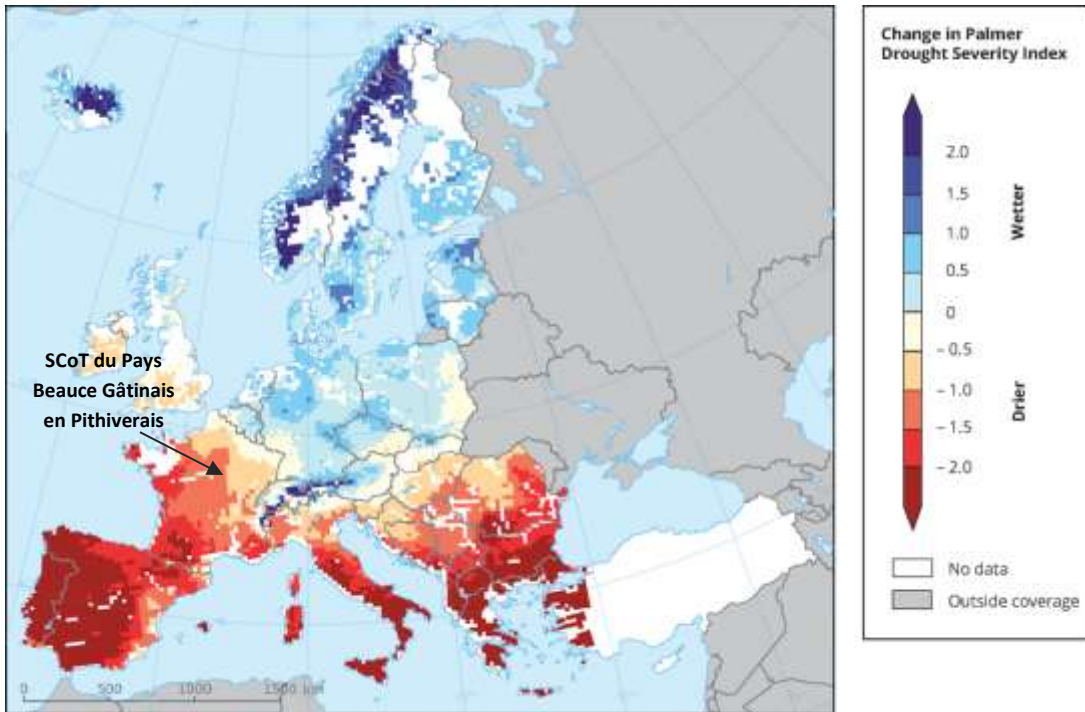 SCoT du Pays
Beauce Gâtinais
en Pithiverais
0 500 1000 1500 km
Change in Palmer
Drought Severity Index
2.0
1.5
1.0
0.5
0
– 0.5
– 1.0
– 1.5
– 2.0
Wetter
Drier
No data
Outside coverage